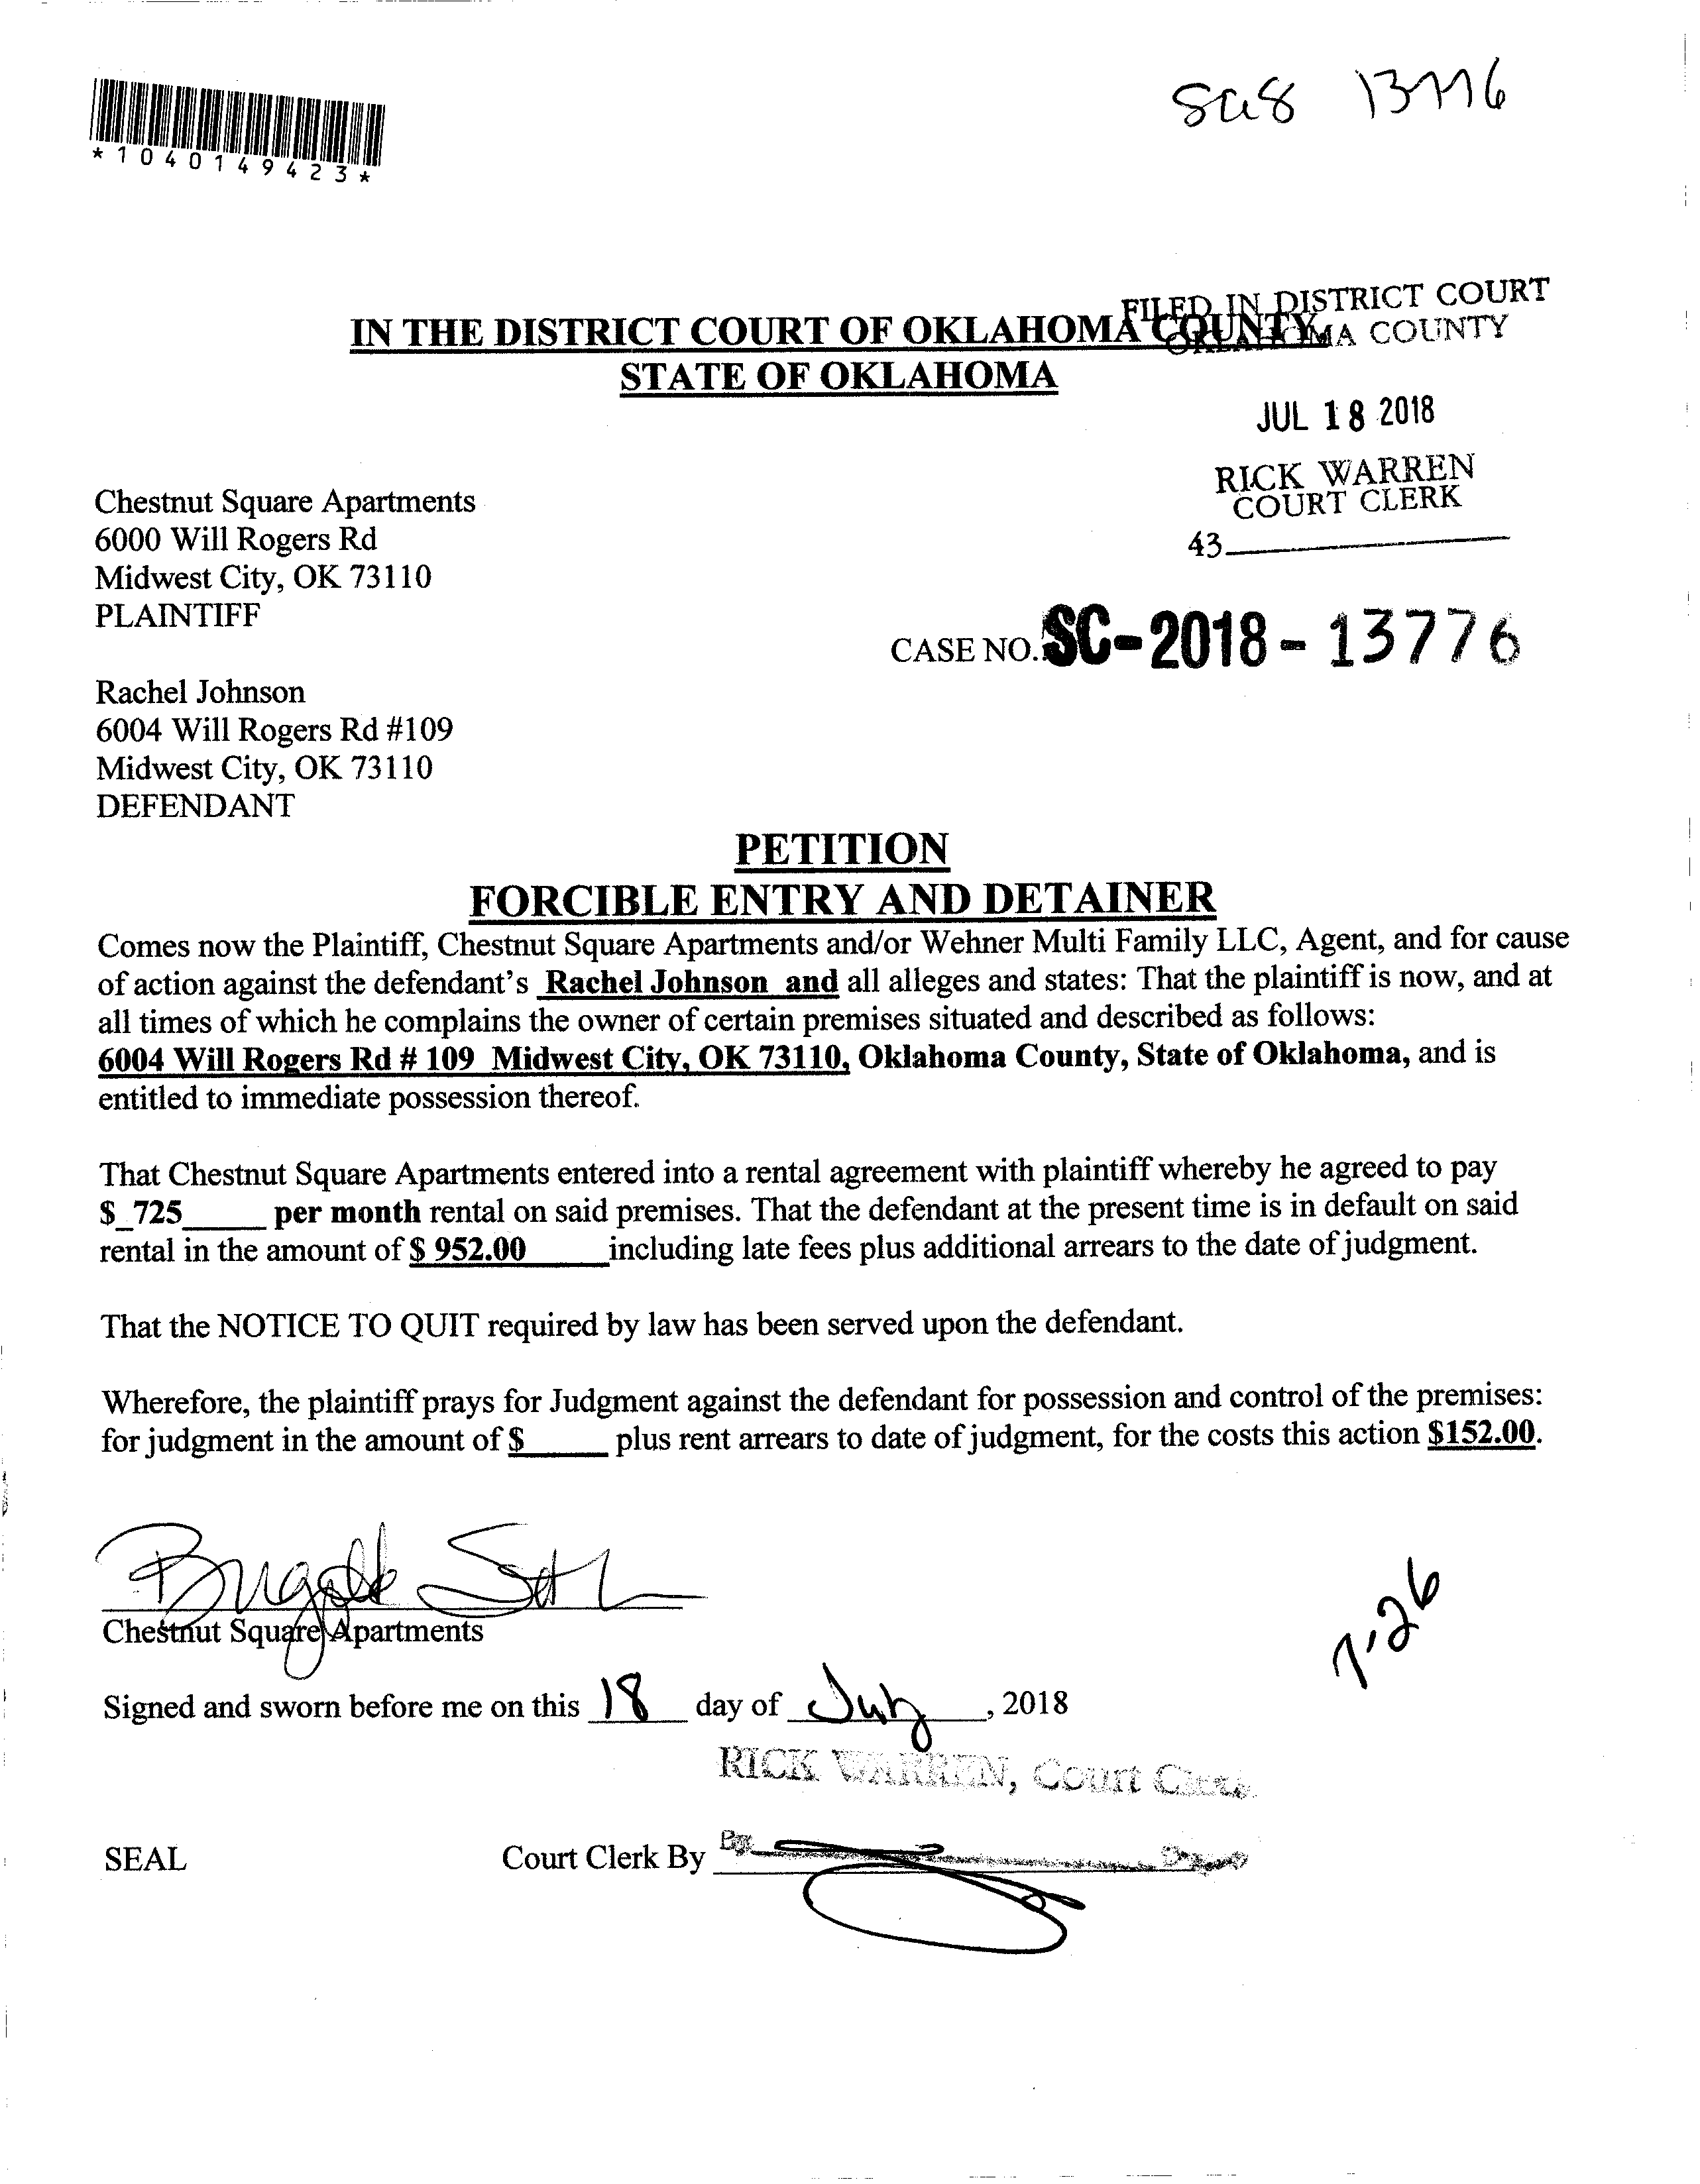 *1040149423*
SC18 13776
IN THE DISTRICT COURT OF OKLAHOMA COUNTY
STATE OF OKLAHOMA
FILED IN DISTRICT COURT
OKLAHOMA COUNTY
JUL 18 2018
RICK WARREN
COURT CLERK
43
Chestnut Square Apartments
6000 Will Rogers Rd
Midwest City, OK 73110
PLAINTIFF
CASE NO. SC-2018-13776
Rachel Johnson
6004 Will Rogers Rd #109
Midwest City, OK 73110
DEFENDANT
PETITION
FORCIBLE ENTRY AND DETAINER
Comes now the Plaintiff, Chestnut Square Apartments and/or Wehner Multi Family LLC, Agent, and for cause
of action against the defendant's Rachel Johnson and all alleges and states: That the plaintiff is now, and at
all times of which he complains the owner of certain premises situated and described as follows:
6004 Will Rogers Rd # 109 Midwest City, OK 73110, Oklahoma County, State of Oklahoma, and is
entitled to immediate possession thereof.
That Chestnut Square Apartments entered into a rental agreement with plaintiff whereby he agreed to pay
$ 725 per month rental on said premises. That the defendant at the present time is in default on said
rental in the amount of $ 952.00 including late fees plus additional arrears to the date of judgment.
That the NOTICE TO QUIT required by law has been served upon the defendant.
Wherefore, the plaintiff prays for Judgment against the defendant for possession and control of the premises:
for judgment in the amount of $_____ plus rent arrears to date of judgment, for the costs this action $152.00.
Chestnut Square Apartments
7.26
Signed and sworn before me on this 18 day of July, 2018
RICK WARREN, Court Clerk
SEAL
Court Clerk By